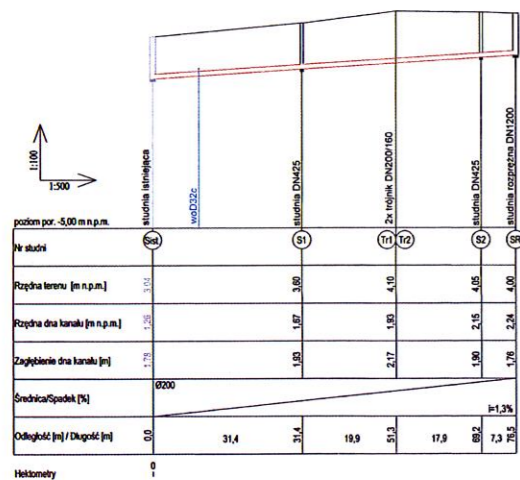 1:100
1:500
studnia istniejąca
woD32c
studnia DN425
2x trójnik DN200/160
studnia DN425
studnia rozprężna DN1200
poziom por. -5,00 m n.p.m.
Nr studni Sist. S1 Tr1 Tr2 S2 SR
Rzędna terenu [m n.p.m.] 3,04 3,60 4,10 4,05 4,00
Rzędna dna kanału [m n.p.m.] 1,26 1,67 1,93 2,15 2,24
Zagłębienie dna kanału [m] 1,78 1,93 2,17 1,90 1,76
Średnica/Spadek [%] Ø200 i=1,3%
Odległość [m] / Długość [m] 0,0 31,4 31,4 19,9 51,3 17,9 69,2 7,3 76,5
Hektometry 0